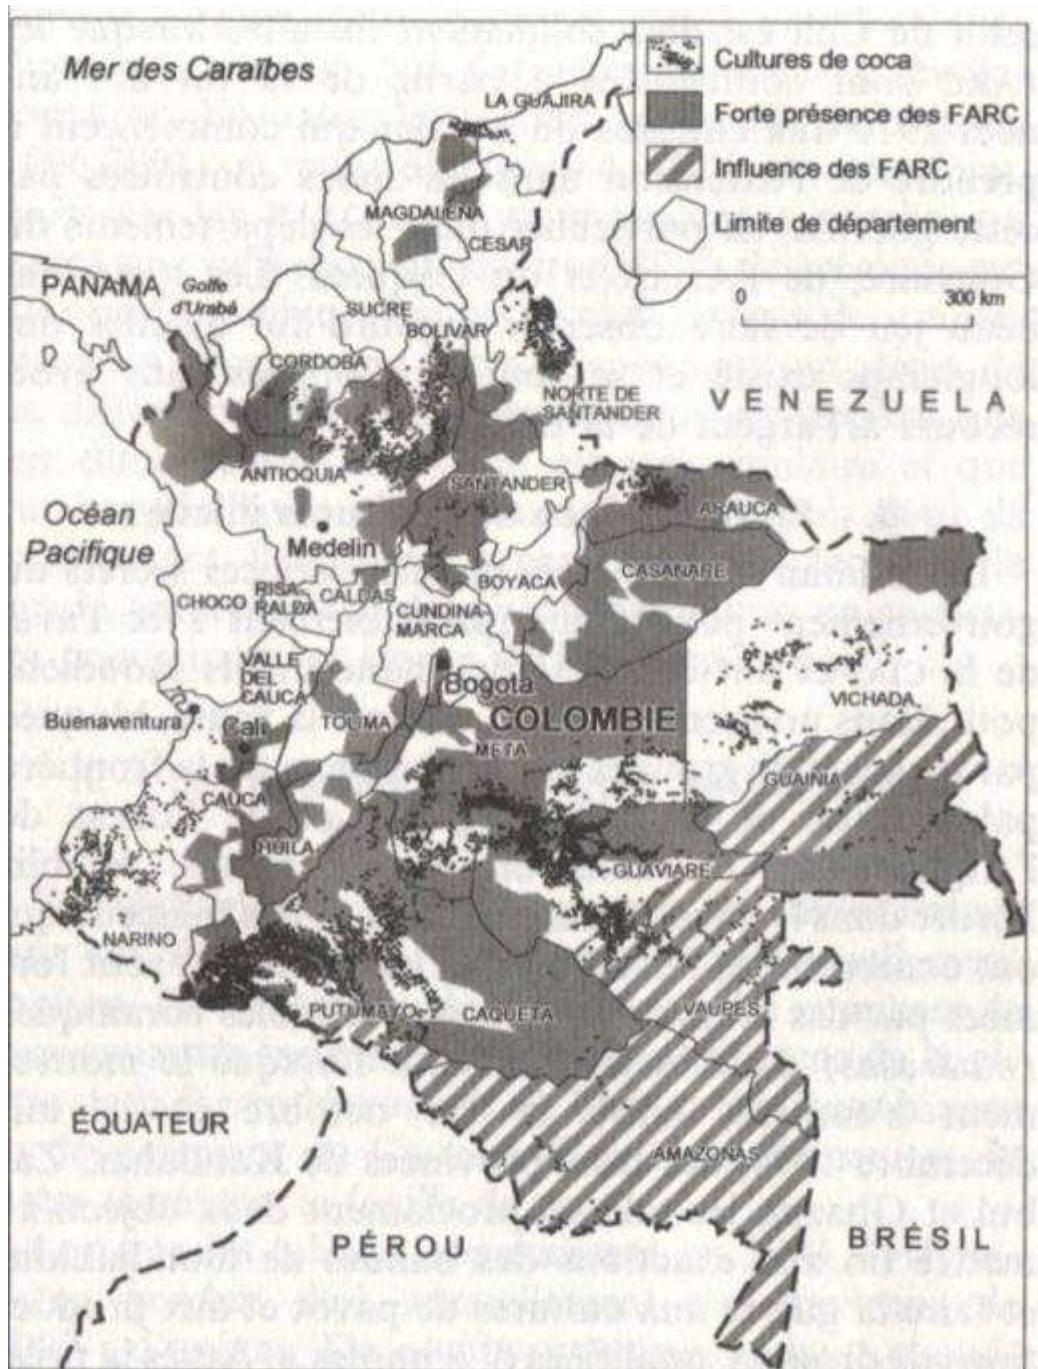 Mer des Caraïbes
Cultures de coca
Forte présence des FARC
Influence des FARC
Limite de département
0 300 km
LA GUAJIRA
MAGDALENA
CESAR
PANAMA
Golfe
d'Urabá
SUCRE
BOLIVAR
CORDOBA
NORTE DE
SANTANDER
VENEZUELA
ANTIOQUIA
SANTANDER
ARAUCA
Océan
Pacifique
Medelin
BOYACA
CASANARE
CHOCO
RISA
RALDA
CALDAS
CUNDINA-
MARCA
VALLE
DEL
CAUCA
Bogota
VICHADA
Buenaventura
TOLIMA
COLOMBIE
Cali
META
GUAINIA
CAUCA
HUILA
GUAVIARE
NARINO
PUTUMAYO
CAQUETA
VAUPES
ÉQUATEUR
AMAZONAS
PÉROU
BRÉSIL